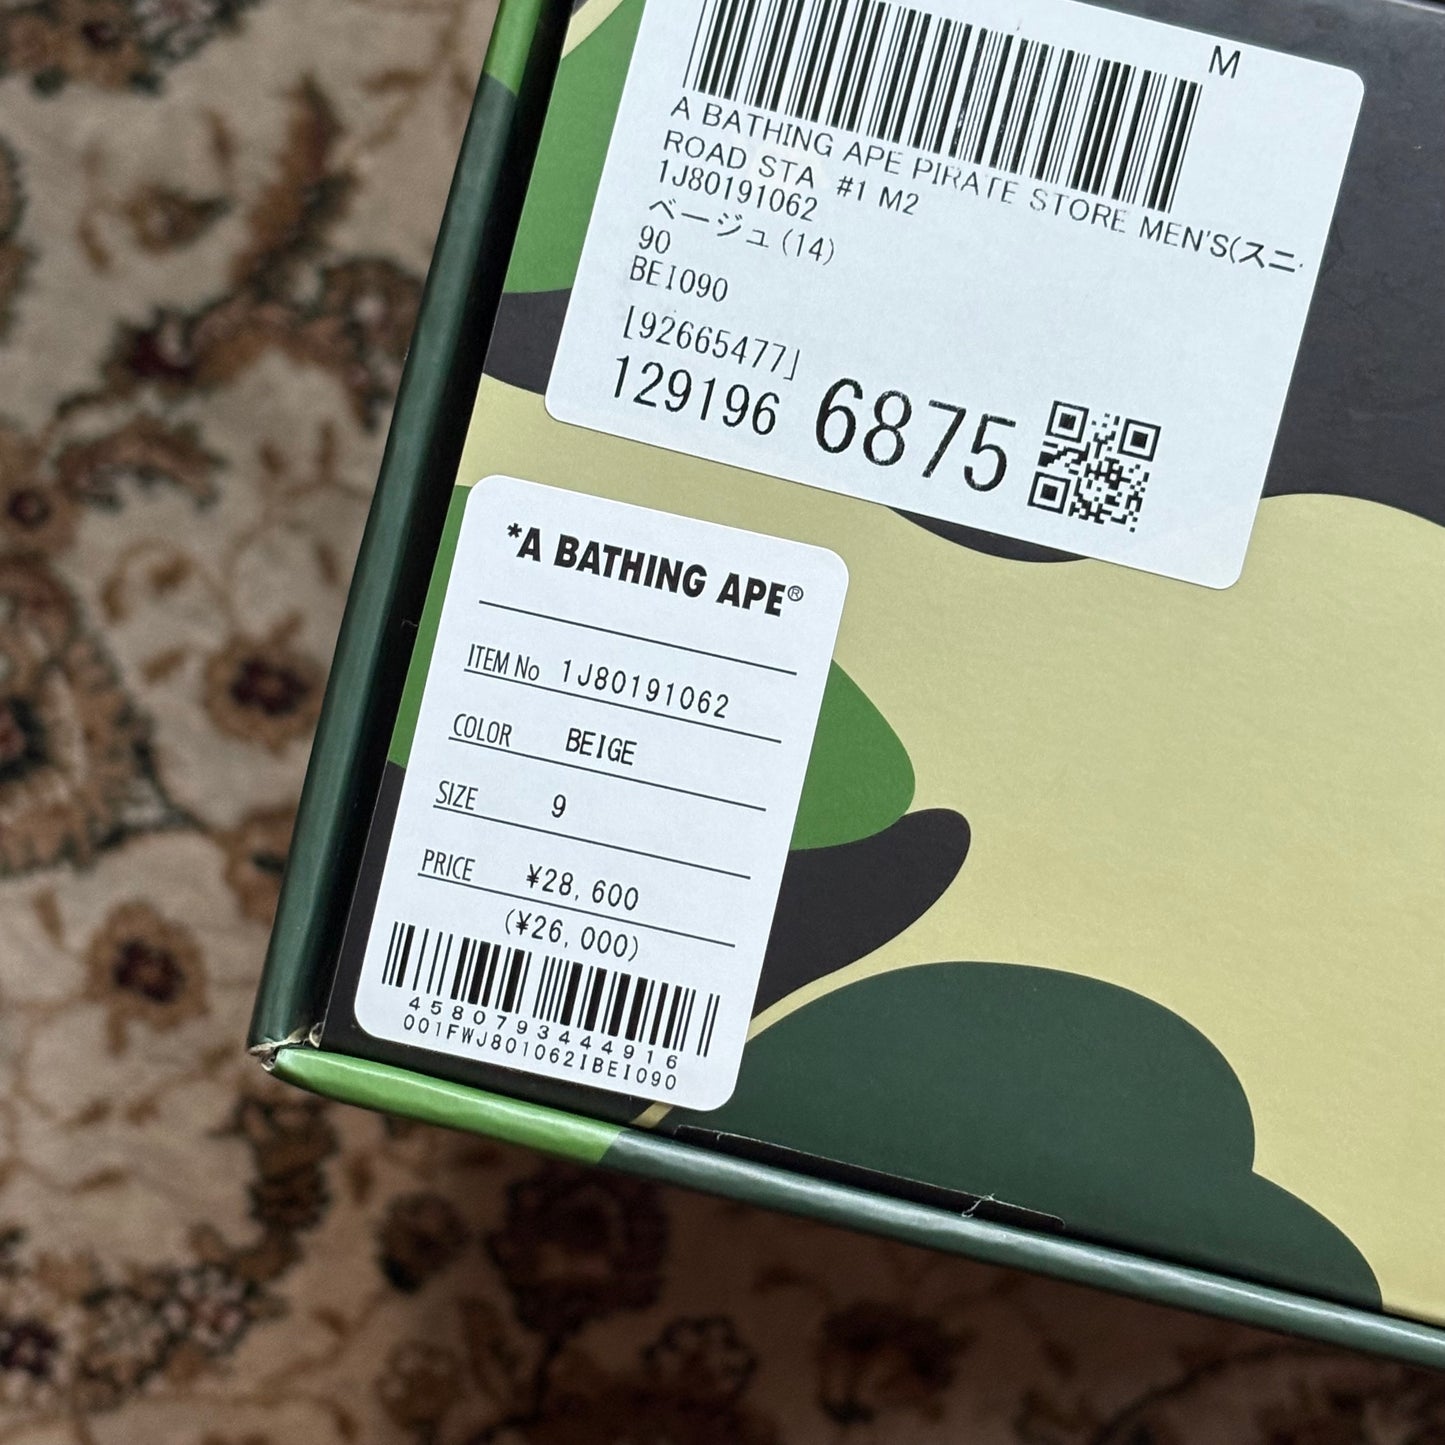 M
A BATHING APE PIRATE STORE MEN'S(スニ
ROAD STA #1 M2
1J80191062
ベージュ(14)
90
BEI090
[92665477]
129196 6875
*A BATHING APE®
ITEM No 1J80191062
COLOR BEIGE
SIZE 9
PRICE ¥28,600
(¥26,000)
4580793444916
001FWJ801062IBEI090